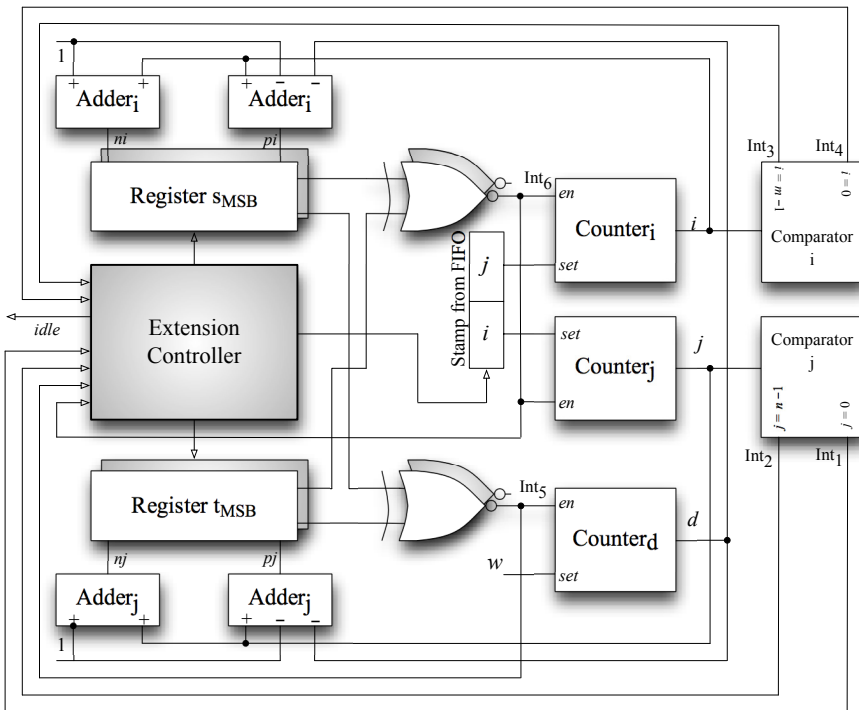 1
+
+
Adderi
+
−
−
Adderi
ni
pi
Register sMSB
Int6
en
Counteri
set
i
Int3
Int4
i = m −1
i = 0
Comparator
i
Stamp from FIFO
j
i
idle
Extension
Controller
set
Counterj
en
j
Comparator
j
j = n −1
j = 0
Int2
Int1
Register tMSB
Int5
en
Counterd
set
w
d
nj
pj
Adderj
+
+
1
Adderj
+
−
−